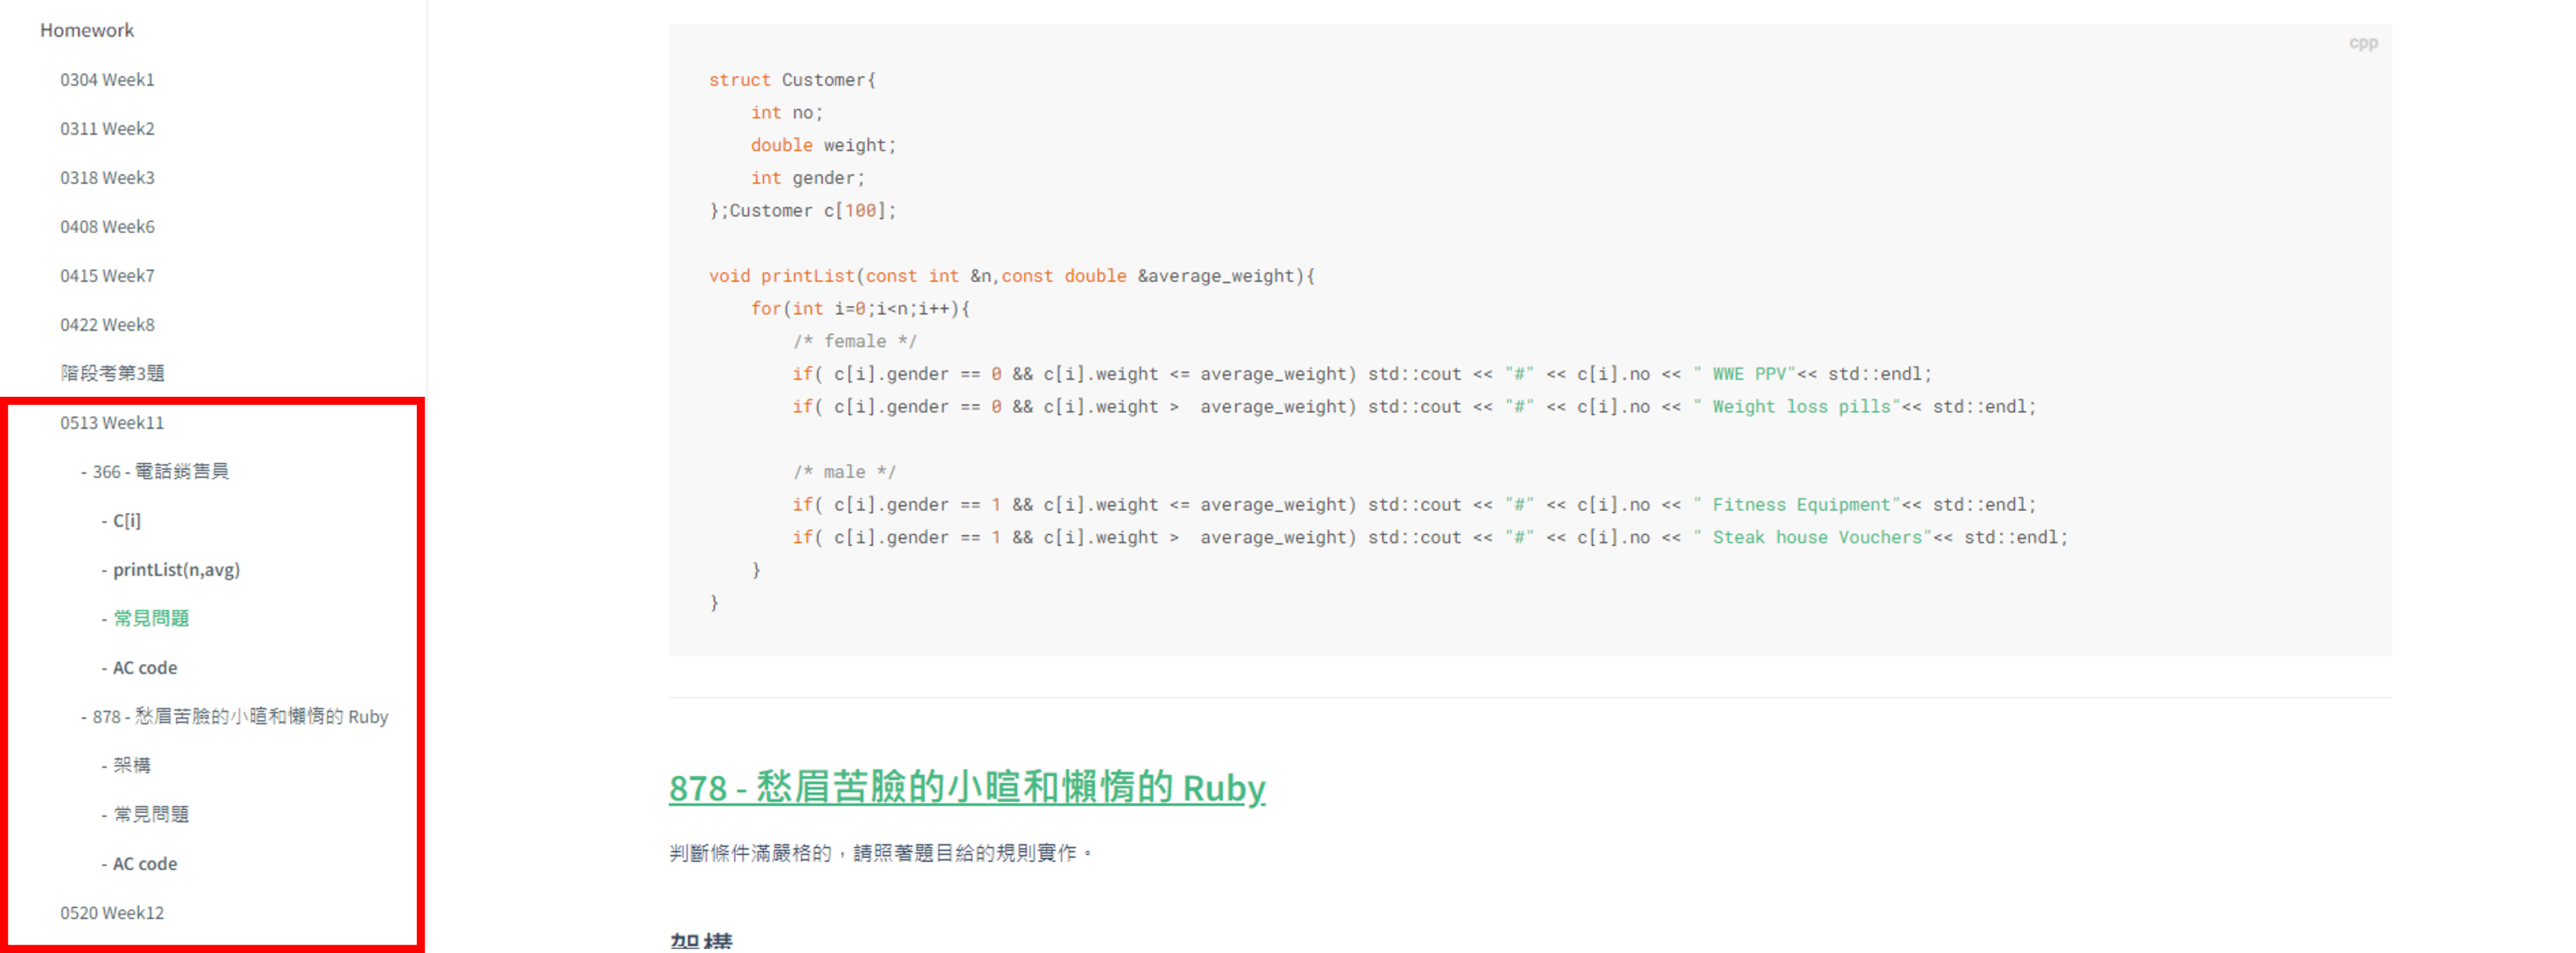 Homework
0304 Week1
0311 Week2
0318 Week3
0408 Week6
0415 Week7
0422 Week8
階段考第3題
0513 Week11
- 366 - 電話銷售員
- C[i]
- printList(n,avg)
- 常見問題
- AC code
- 878 - 愁眉苦臉的小暄和懶惰的 Ruby
- 架構
- 常見問題
- AC code
0520 Week12
cpp
struct Customer{
    int no;
    double weight;
    int gender;
};Customer c[100];
void printList(const int &n,const double &average_weight){
    for(int i=0;i<n;i++){
        /* female */
        if( c[i].gender == 0 && c[i].weight <= average_weight) std::cout << "#" << c[i].no << " WWE PPV"<< std::endl;
        if( c[i].gender == 0 && c[i].weight >  average_weight) std::cout << "#" << c[i].no << " Weight loss pills"<< std::endl;
        /* male */
        if( c[i].gender == 1 && c[i].weight <= average_weight) std::cout << "#" << c[i].no << " Fitness Equipment"<< std::endl;
        if( c[i].gender == 1 && c[i].weight >  average_weight) std::cout << "#" << c[i].no << " Steak house Vouchers"<< std::endl;
    }
}
878 - 愁眉苦臉的小暄和懶惰的 Ruby
判斷條件滿嚴格的，請照著題目給的規則實作。
架構